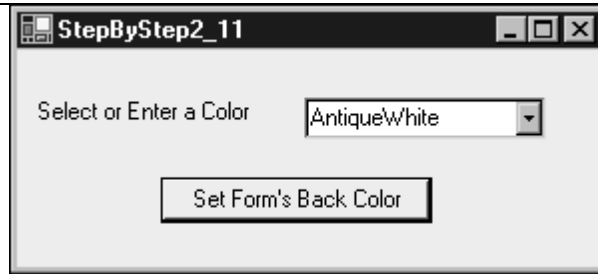 StepByStep2_11
Select or Enter a Color AntiqueWhite
Set Form's Back Color